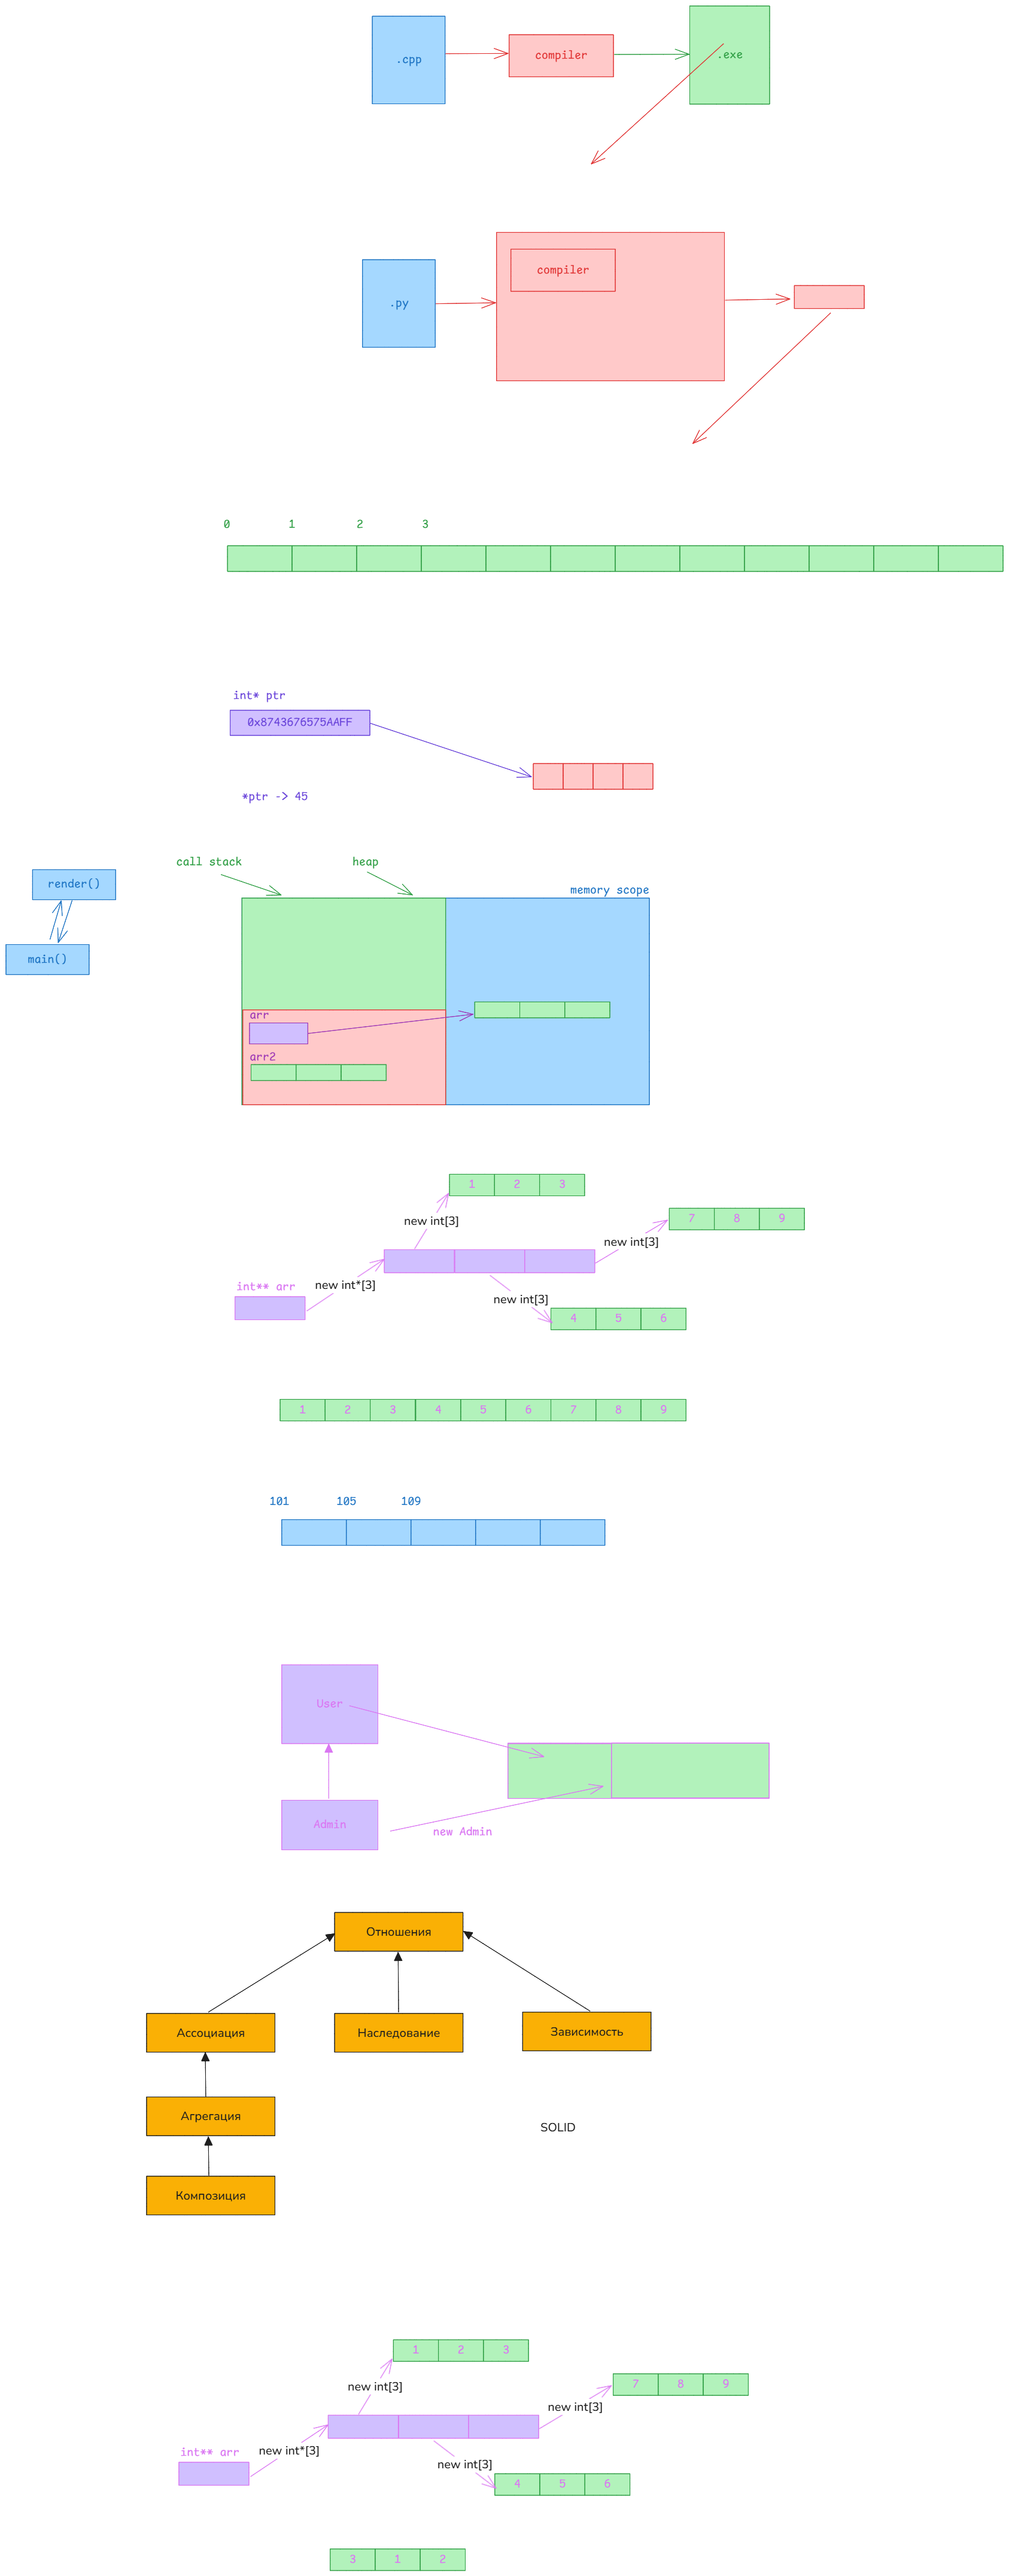 .cpp
compiler
.exe
.py
compiler
0
1
2
3
int* ptr
0x8743676575AAFF
*ptr -> 45
call stack
heap
memory scope
render()
main()
arr
arr2
1
2
3
7
8
9
new int[3]
new int[3]
int** arr
new int*[3]
new int[3]
4
5
6
1
2
3
4
5
6
7
8
9
101
105
109
User
Admin
new Admin
Отношения
Ассоциация
Наследование
Зависимость
Агрегация
SOLID
Композиция
1
2
3
7
8
9
new int[3]
new int[3]
int** arr
new int*[3]
new int[3]
4
5
6
3
1
2